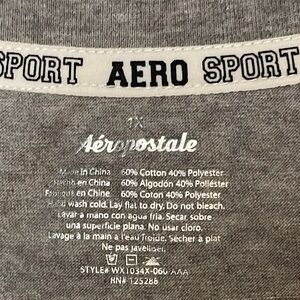 SPORT AERO SPORT
1X
Aéropostale
Made in China 60% Cotton 40% Polyester
Hecho en China 60% Algodón 40% Poliéster
Fabriqué en Chine 60% Coton 40% Polyester
Hand wash cold. Lay flat to dry. Do not bleach.
Lavar a mano con agua fría. Secar sobre
una superficie plana. No usar cloro.
Lavage à la main à l'eau froide. Sécher à plat
Ne pas javelliser.
STYLE# WX1034X-060 AAA
RN# 125288